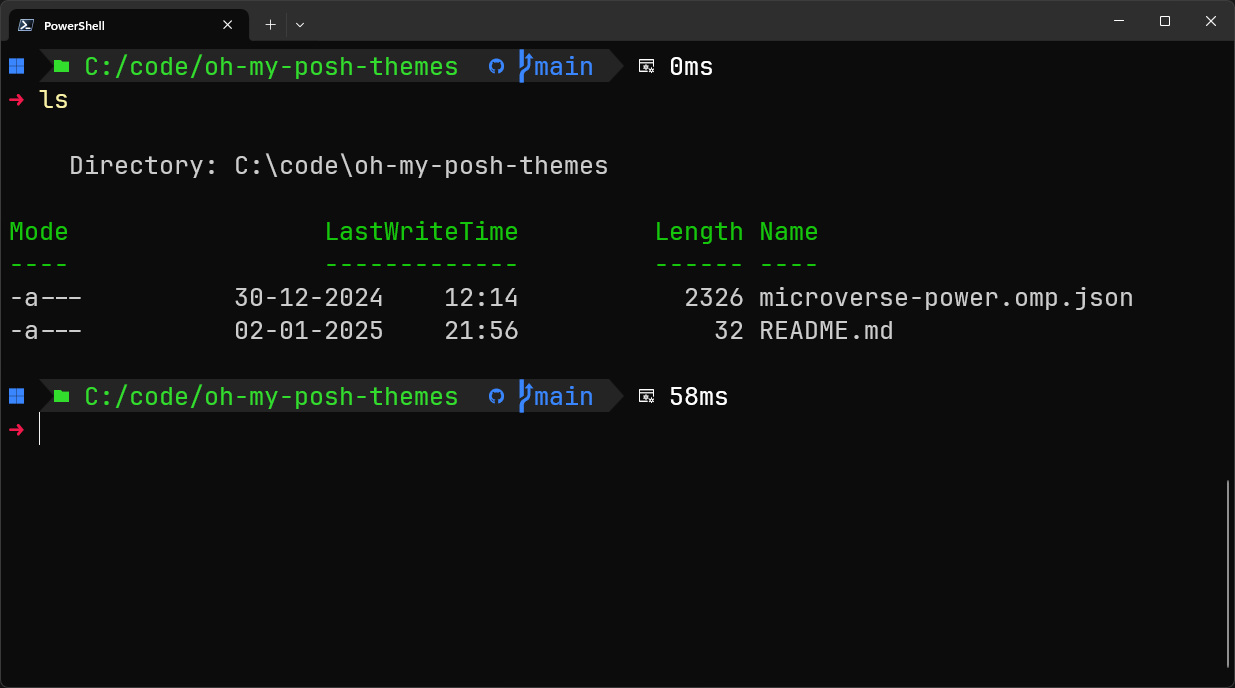 PowerShell
C:/code/oh-my-posh-themes main 0ms
➜ ls
Directory: C:\code\oh-my-posh-themes
Mode LastWriteTime Length Name
---- ------------- ------ ----
-a--- 30-12-2024 12:14 2326 microverse-power.omp.json
-a--- 02-01-2025 21:56 32 README.md
C:/code/oh-my-posh-themes main 58ms
➜